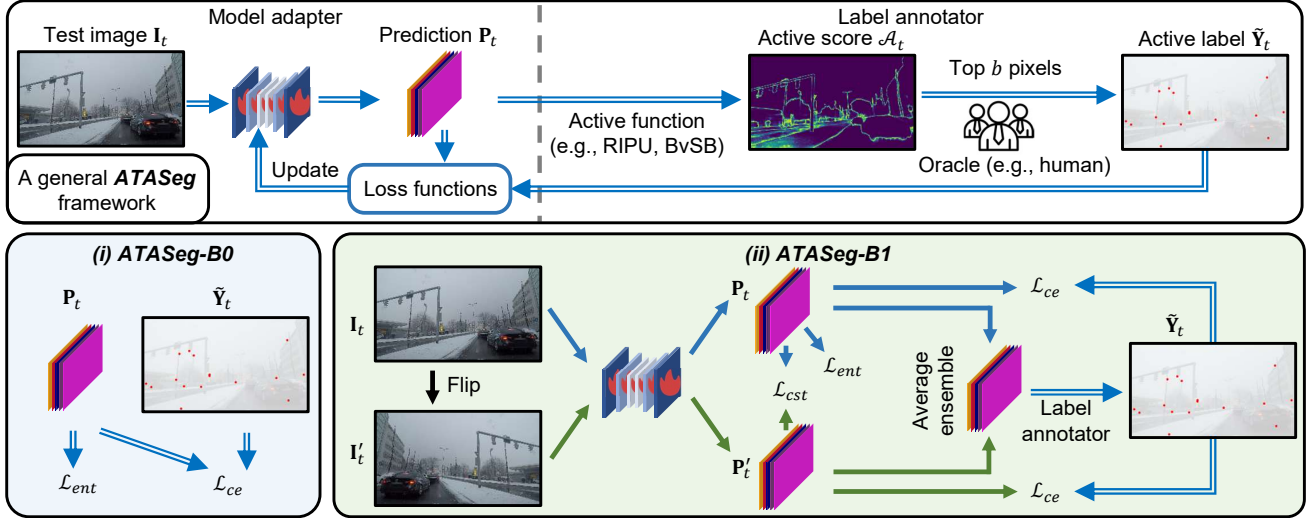 Model adapter
Label annotator
Test image I_t
Prediction P_t
Active score 𝒜_t
Active label Ỹ_t
Top b pixels
Active function
(e.g., RIPU, BvSB)
Oracle (e.g., human)
Update
Loss functions
A general ATASeg
framework
(i) ATASeg-B0
P_t
Ỹ_t
ℒ_ent
ℒ_ce
(ii) ATASeg-B1
I_t
Flip
I′_t
P_t
ℒ_ent
ℒ_cst
P′_t
Average
ensemble
ℒ_ce
Ỹ_t
Label
annotator
ℒ_ce